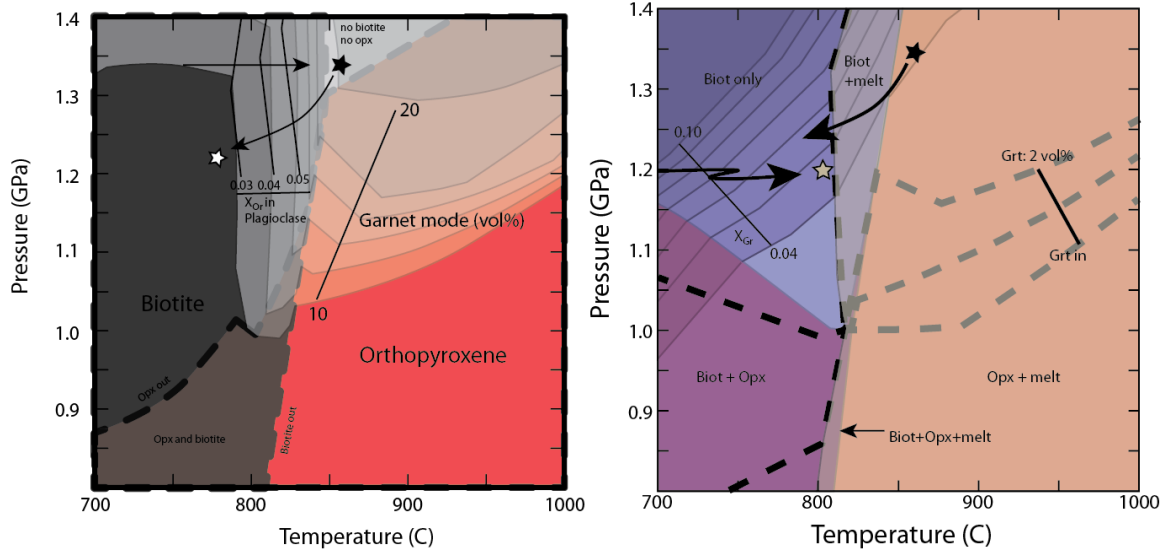 1.4
1.3
1.2
1.1
1.0
0.9
Pressure (GPa)
700
800
900
1000
Temperature (C)
no biotite
no opx
20
0.03
0.04
0.05
X_Or in
Plagioclase
Garnet mode (vol%)
10
Biotite
Orthopyroxene
Opx out
Opx and biotite
Biotite out
1.4
1.3
1.2
1.1
1.0
0.9
Pressure (GPa)
700
800
900
1000
Temperature (C)
Biot only
Biot
+melt
0.10
X_Gr
0.04
Grt: 2 vol%
Grt in
Biot + Opx
Opx + melt
Biot+Opx+melt